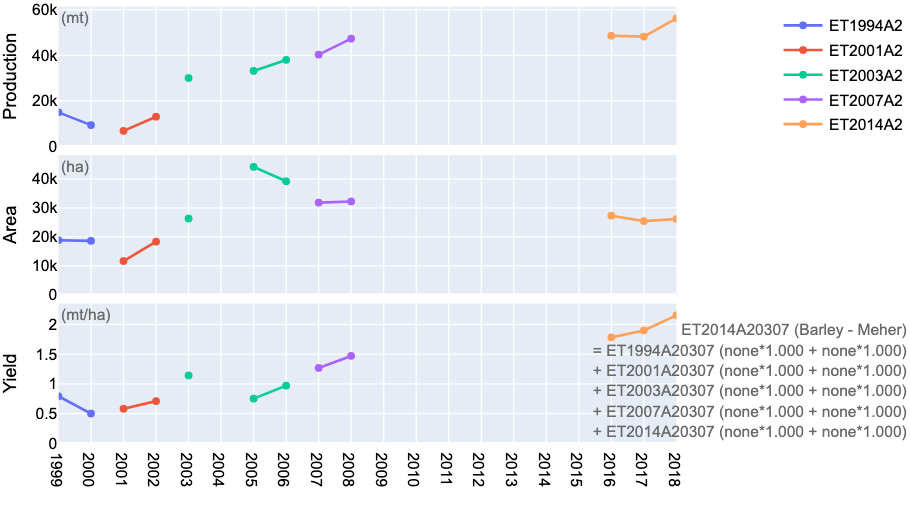 60k
(mt)
40k
20k
0
Production
ET1994A2
ET2001A2
ET2003A2
ET2007A2
ET2014A2
(ha)
40k
30k
20k
10k
0
Area
(mt/ha)
2
1.5
1
0.5
0
Yield
ET2014A20307 (Barley - Meher)
= ET1994A20307 (none*1.000 + none*1.000)
+ ET2001A20307 (none*1.000 + none*1.000)
+ ET2003A20307 (none*1.000 + none*1.000)
+ ET2007A20307 (none*1.000 + none*1.000)
+ ET2014A20307 (none*1.000 + none*1.000)
1999
2000
2001
2002
2003
2004
2005
2006
2007
2008
2009
2010
2011
2012
2013
2014
2015
2016
2017
2018